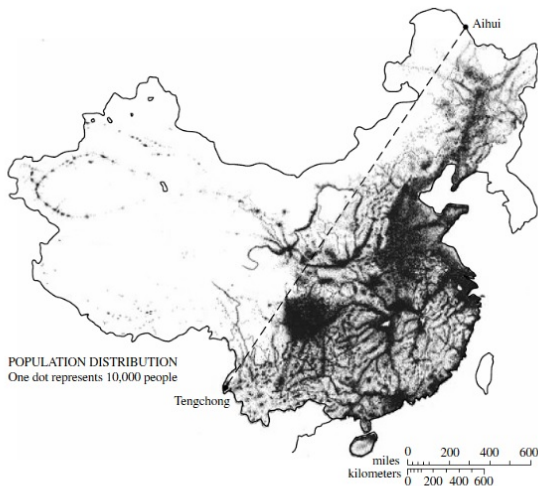 Aihui
POPULATION DISTRIBUTION
One dot represents 10,000 people
Tengchong
0 200 400 600
miles
kilometers
0 200 400 600